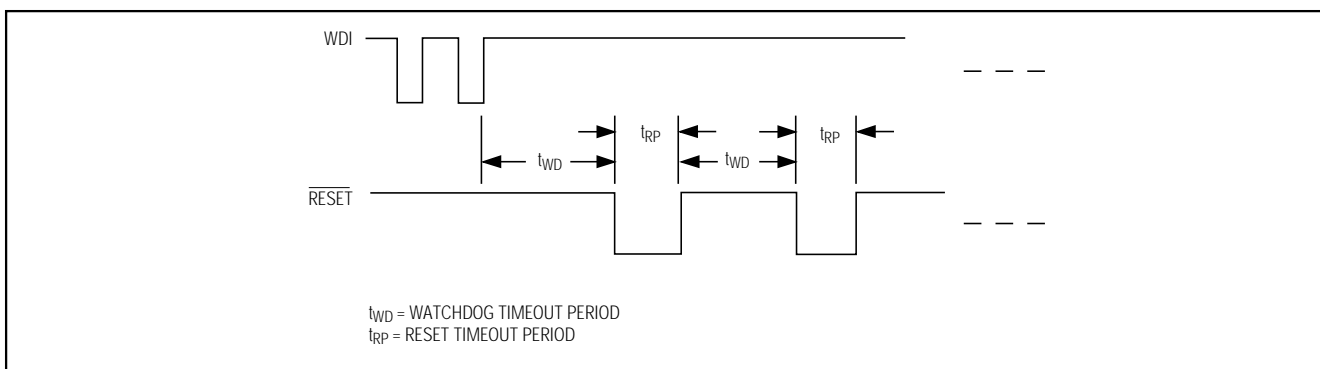 WDI
tRP
tRP
tWD
tWD
RESET
tWD = WATCHDOG TIMEOUT PERIOD
tRP = RESET TIMEOUT PERIOD